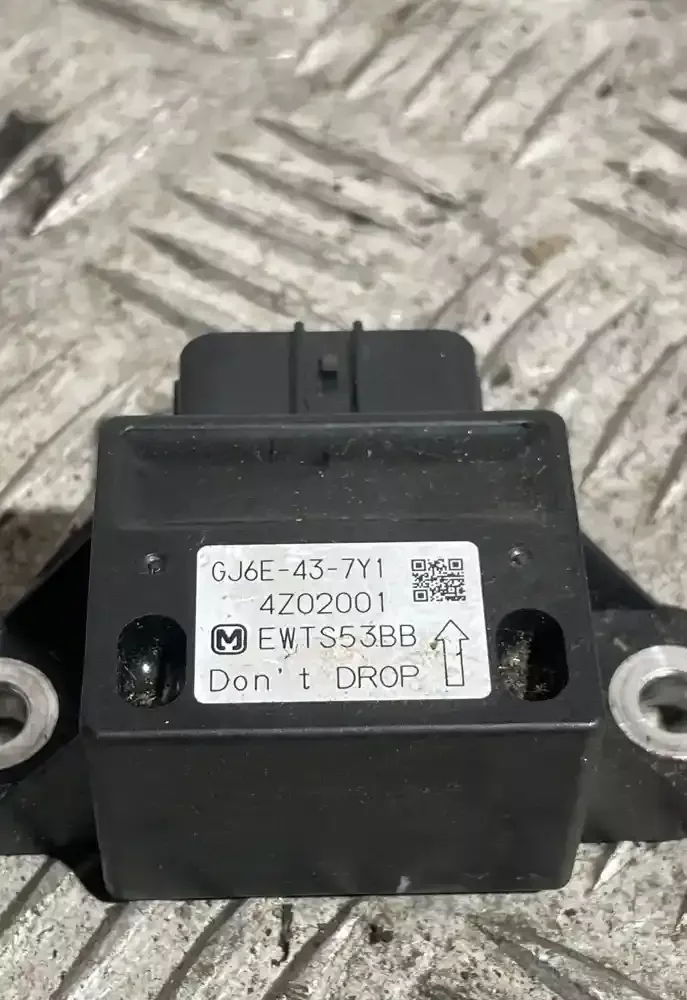 GJ6E-43-7Y1
4Z02001
M EWTS53BB
Don't DROP